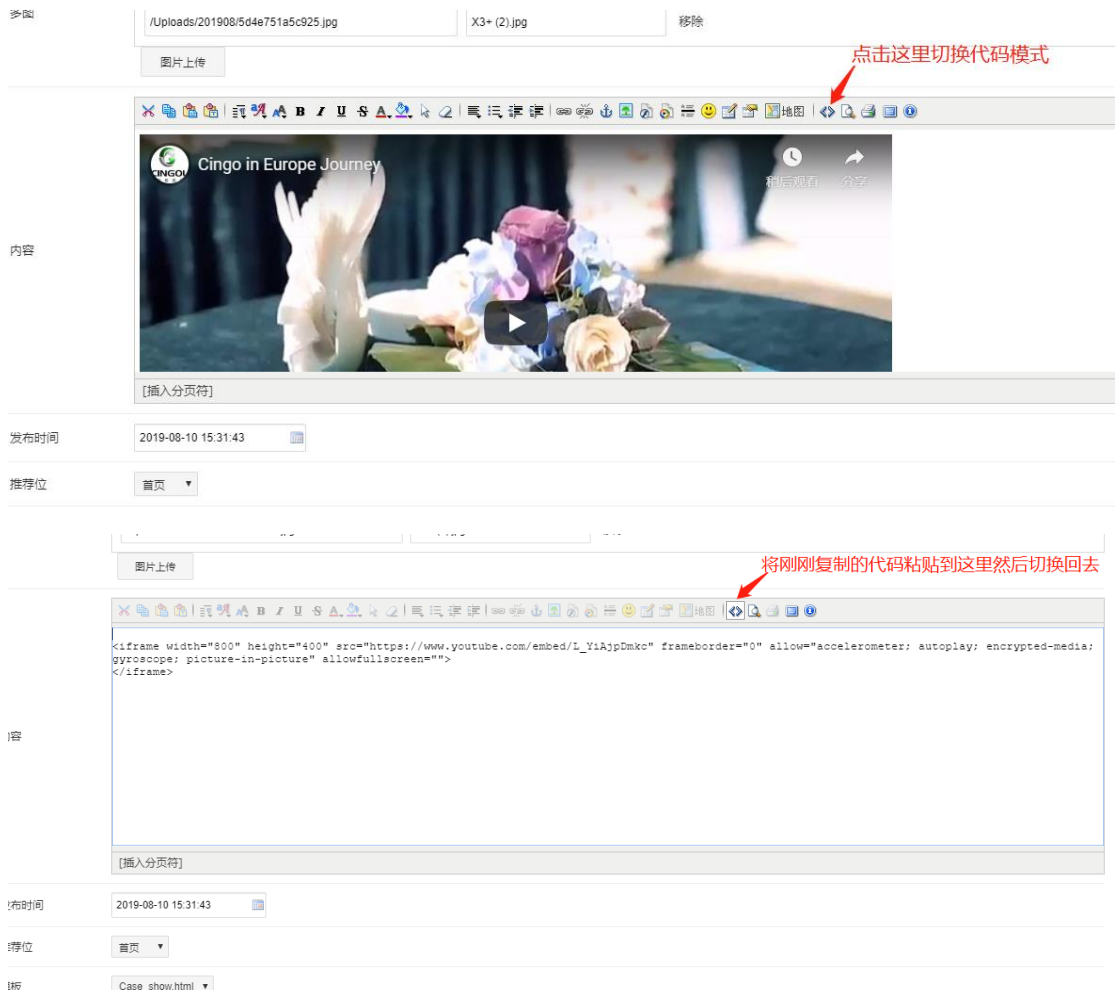 多图
/Uploads/201908/5d4e751a5c925.jpg
X3+ (2).jpg
移除
图片上传
点击这里切换代码模式
地图
CINGOL
Cingo in Europe Journey
稍后观看
分享
内容
[插入分页符]
发布时间
2019-08-10 15:31:43
推荐位
首页
图片上传
将刚刚复制的代码粘贴到这里然后切换回去
地图
<iframe width="800" height="400" src="https://www.youtube.com/embed/L_YiAjpDmkc" frameborder="0" allow="accelerometer; autoplay; encrypted-media;
gyroscope; picture-in-picture" allowfullscreen="">
</iframe>
内容
[插入分页符]
发布时间
2019-08-10 15:31:43
推荐位
首页
模板
Case_show.html